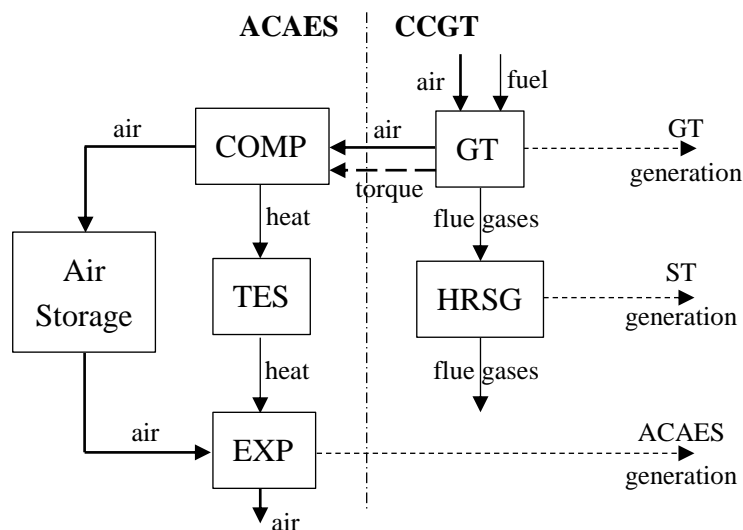 ACAES CCGT
air fuel
air
COMP
air
torque
GT
GT
generation
heat
flue gases
Air
Storage
TES
HRSG
ST
generation
heat
flue gases
air
EXP
ACAES
generation
air